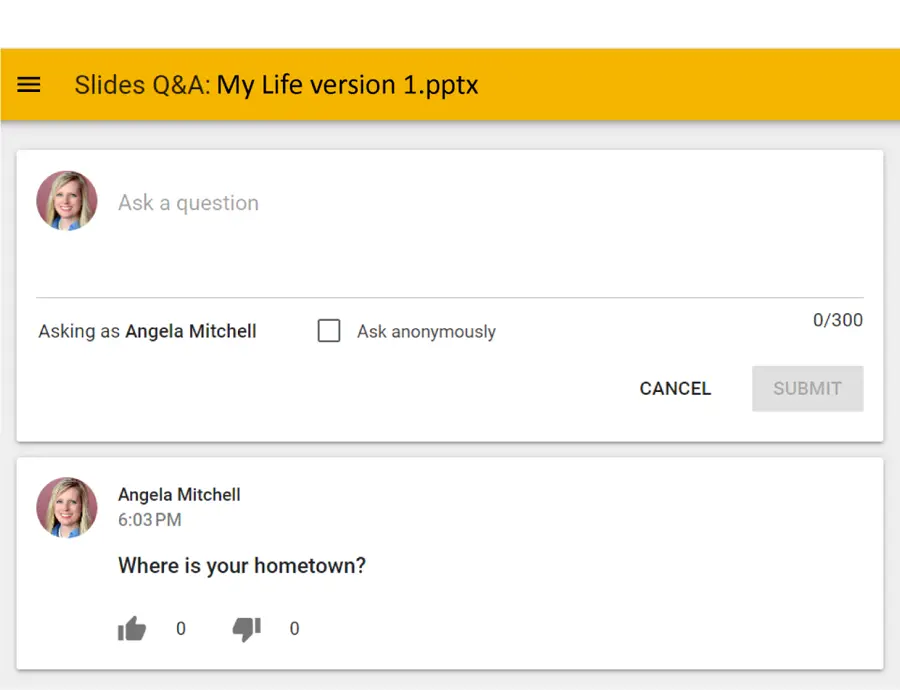 Slides Q&A: My Life version 1.pptx
Ask a question
Asking as Angela Mitchell
Ask anonymously
0/300
CANCEL
SUBMIT
Angela Mitchell
6:03 PM
Where is your hometown?
0
0